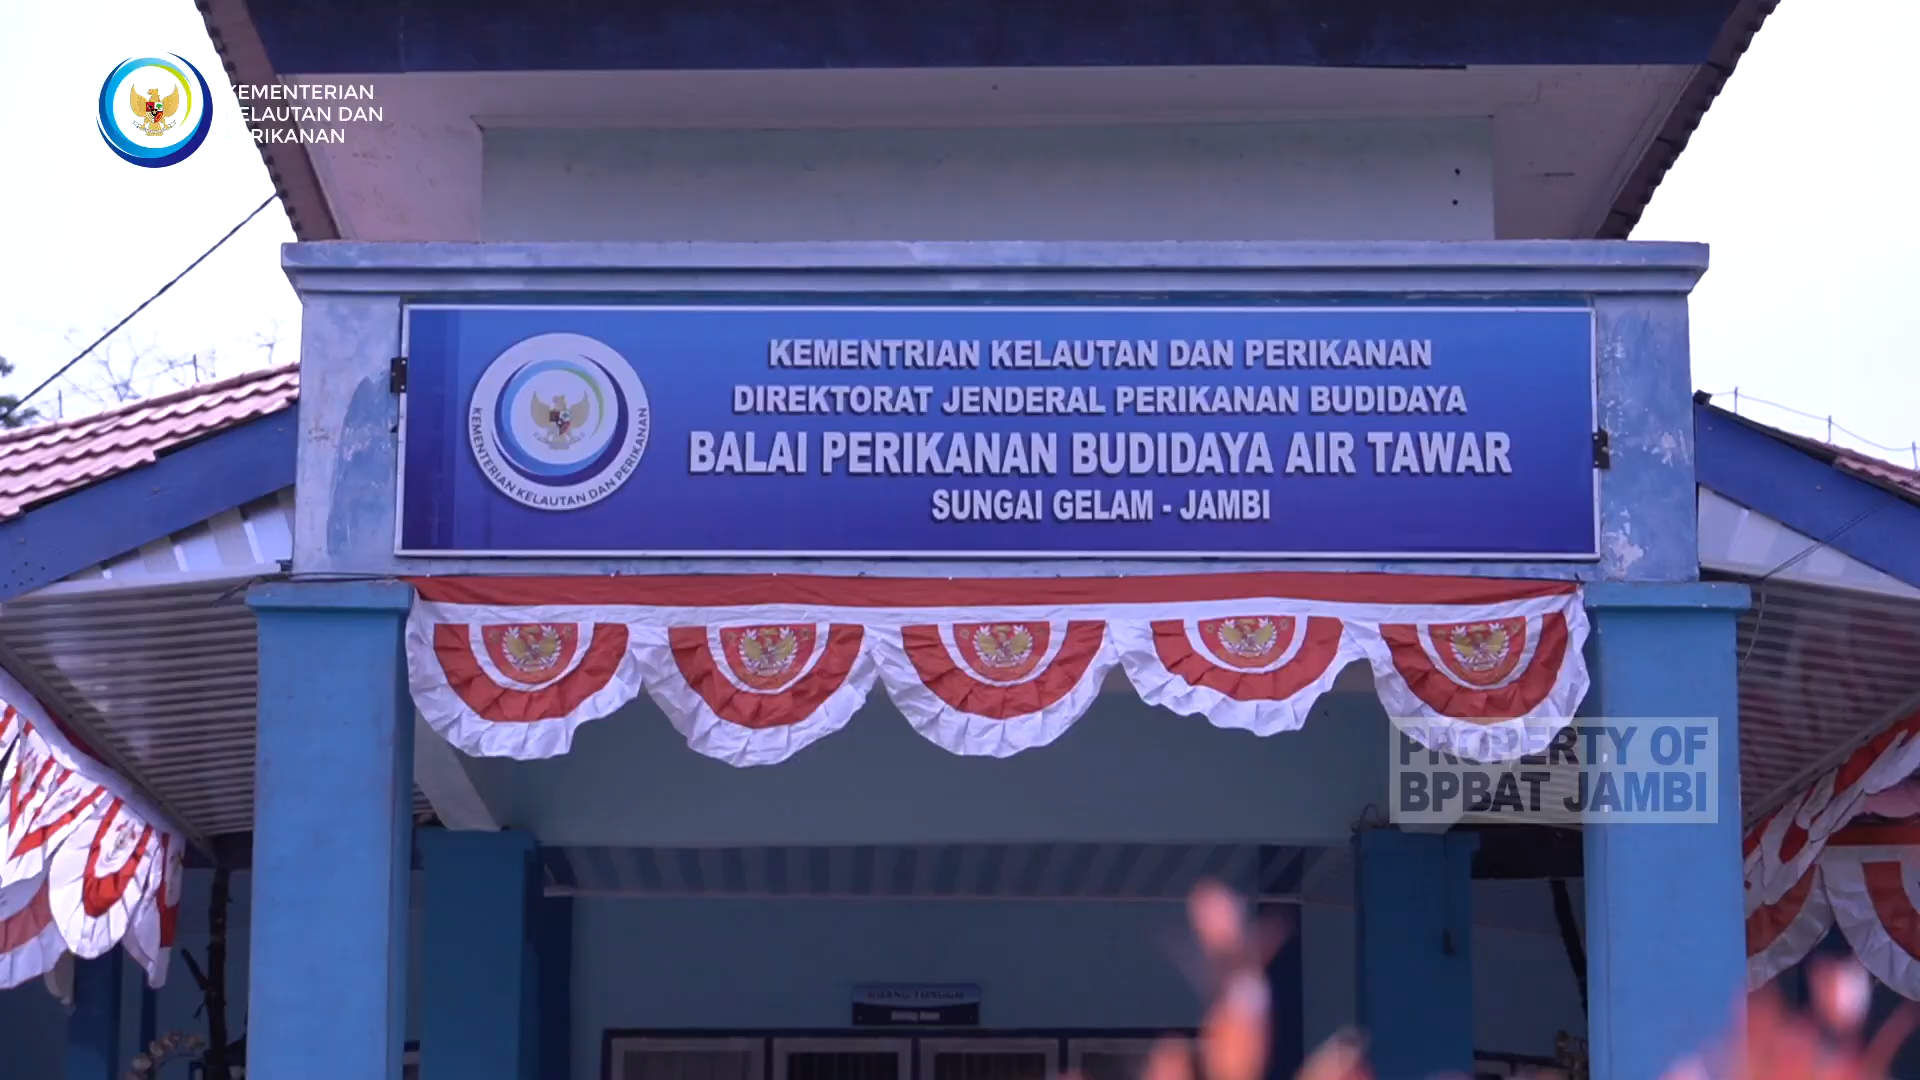 KEMENTERIAN
KELAUTAN DAN
PERIKANAN
KEMENTRIAN KELAUTAN DAN PERIKANAN
DIREKTORAT JENDERAL PERIKANAN BUDIDAYA
BALAI PERIKANAN BUDIDAYA AIR TAWAR
SUNGAI GELAM - JAMBI
KEMENTERIAN KELAUTAN DAN PERIKANAN
PROPERTY OF
BPBAT JAMBI